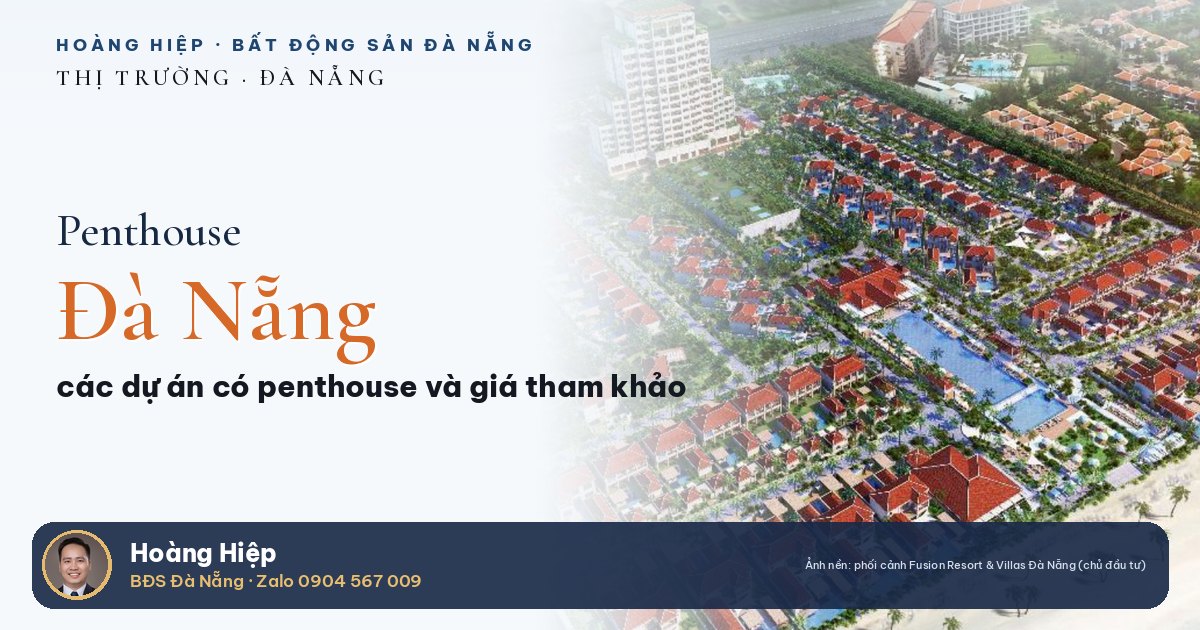 HOÀNG HIỆP · BẤT ĐỘNG SẢN ĐÀ NẴNG
THỊ TRƯỜNG · ĐÀ NẴNG
Penthouse
Đà Nẵng
các dự án có penthouse và giá tham khảo
Hoàng Hiệp
BĐS Đà Nẵng · Zalo 0904 567 009
Ảnh nền: phối cảnh Fusion Resort & Villas Đà Nẵng (chủ đầu tư)